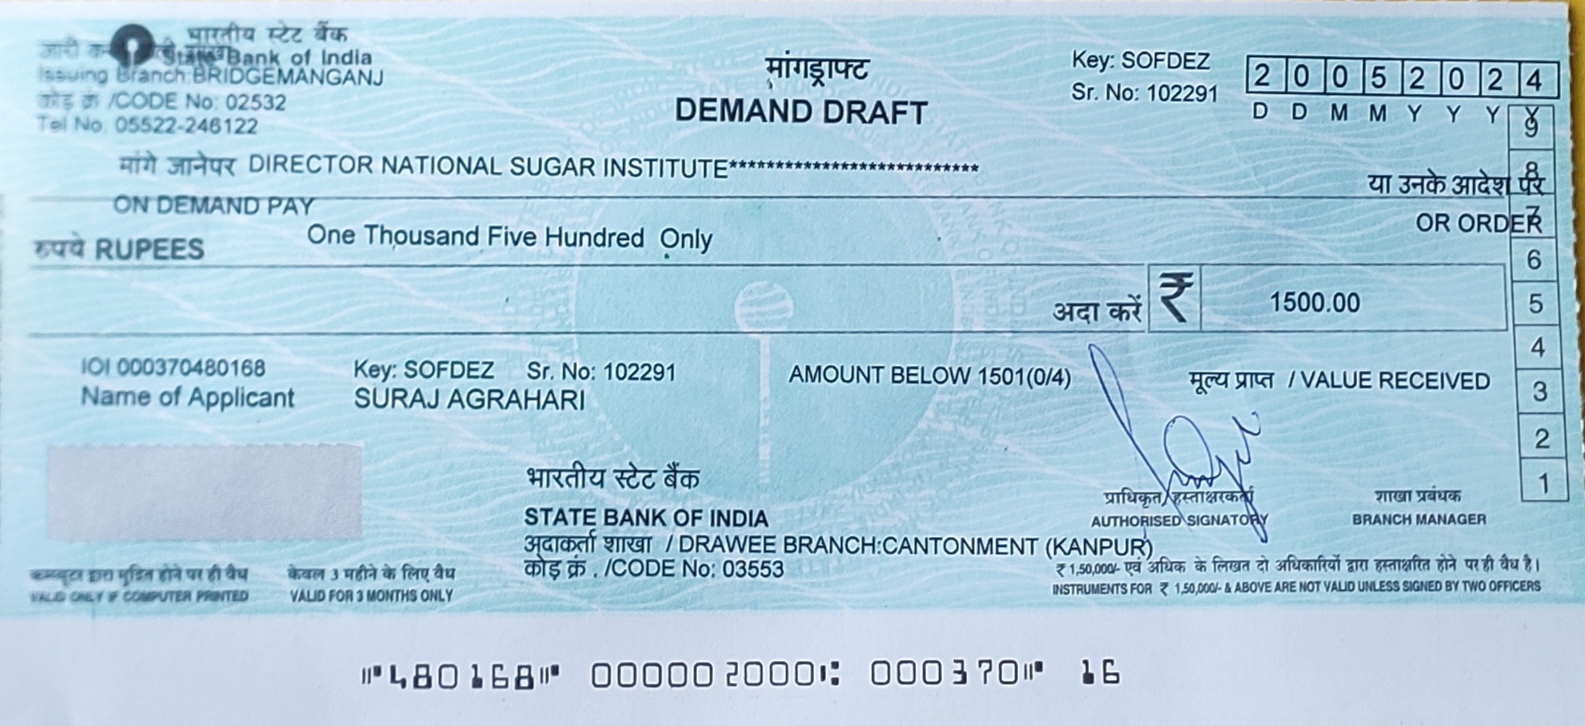 भारतीय स्टेट बैंक
State Bank of India
Issuing Branch: BRIDGEMANGANJ
कोड क्र /CODE No: 02532
Tel No. 05522-246122
मांगड्राफ्ट
DEMAND DRAFT
Key: SOFDEZ
Sr. No: 102291
2 0 0 5 2 0 2 4
D D M M Y Y Y Y
मांगे जानेपर DIRECTOR NATIONAL SUGAR INSTITUTE**************************
या उनके आदेश पर
ON DEMAND PAY
OR ORDER
रुपये RUPEES One Thousand Five Hundred Only
अदा करें ₹ 1500.00
9
8
7
6
5
4
3
2
1
IOI 000370480168 Key: SOFDEZ Sr. No: 102291 AMOUNT BELOW 1501(0/4)
मूल्य प्राप्त / VALUE RECEIVED
Name of Applicant SURAJ AGRAHARI
भारतीय स्टेट बैंक
STATE BANK OF INDIA
अदाकर्ता शाखा / DRAWEE BRANCH:CANTONMENT (KANPUR)
कोड क्रं . /CODE No: 03553
प्राधिकृत हस्ताक्षरकर्ता
AUTHORISED SIGNATORY
शाखा प्रबंधक
BRANCH MANAGER
कम्प्यूटर द्वारा मुद्रित होने पर ही वैध
VALID ONLY IF COMPUTER PRINTED
केवल 3 महीने के लिए वैध
VALID FOR 3 MONTHS ONLY
₹ 1,50,000/- एवं अधिक के लिखत दो अधिकारियों द्वारा हस्ताक्षरित होने पर ही वैध है।
INSTRUMENTS FOR ₹ 1,50,000/- & ABOVE ARE NOT VALID UNLESS SIGNED BY TWO OFFICERS
⑈480168⑈ 000002000⑆ 000370⑈ 16